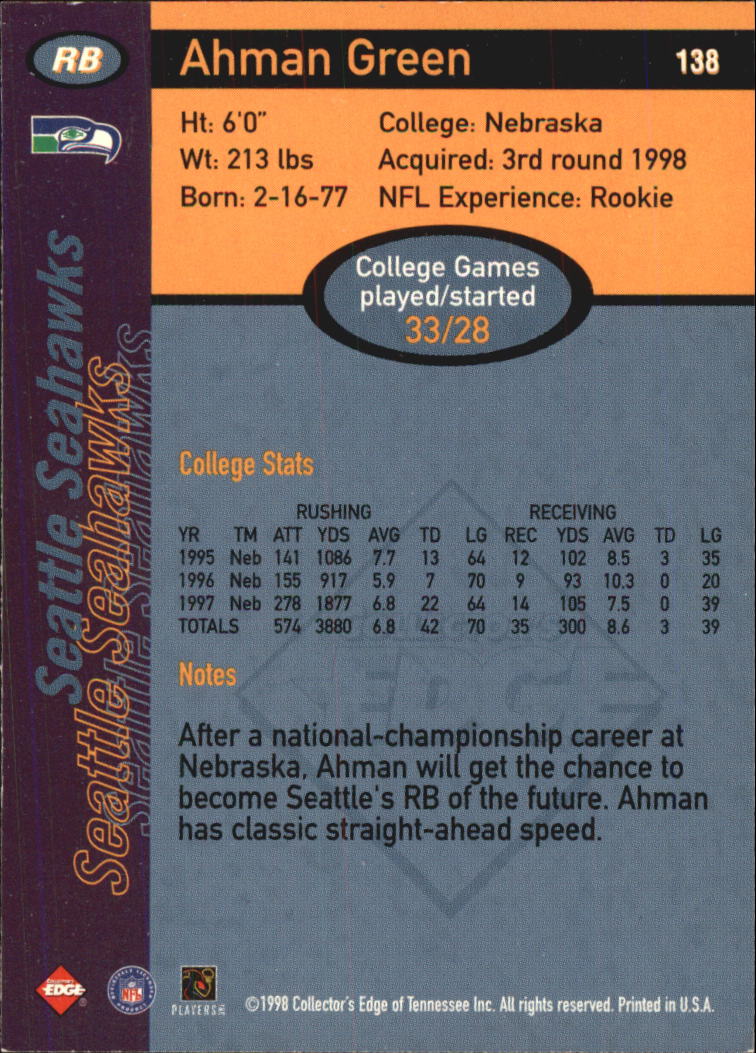 RB
Ahman Green
138
Ht: 6'0" College: Nebraska
Wt: 213 lbs Acquired: 3rd round 1998
Born: 2-16-77 NFL Experience: Rookie
College Games
played/started
33/28
Seattle Seahawks
Seattle Seahawks
Seattle Seahawks
College Stats
RUSHING RECEIVING
YR TM ATT YDS AVG TD LG REC YDS AVG TD LG
1995 Neb 141 1086 7.7 13 64 12 102 8.5 3 35
1996 Neb 155 917 5.9 7 70 9 93 10.3 0 20
1997 Neb 278 1877 6.8 22 64 14 105 7.5 0 39
TOTALS 574 3880 6.8 42 70 35 300 8.6 3 39
Notes
After a national-championship career at
Nebraska, Ahman will get the chance to
become Seattle's RB of the future. Ahman
has classic straight-ahead speed.
EDGE
EDGE ®
NFL
PLAYERS
©1998 Collector's Edge of Tennessee Inc. All rights reserved. Printed in U.S.A.